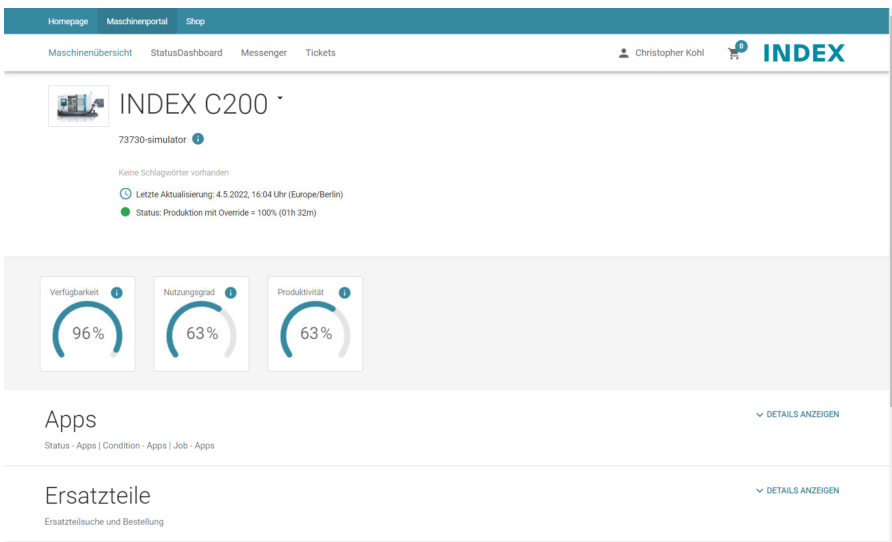 Homepage Maschinenportal Shop
Maschinenübersicht StatusDashboard Messenger Tickets Christopher Kohl 0 INDEX
INDEX C200
73730-simulator
Keine Schlagwörter vorhanden
Letzte Aktualisierung: 4.5.2022, 16:04 Uhr (Europe/Berlin)
Status: Produktion mit Override = 100% (01h 32m)
Verfügbarkeit Nutzungsgrad Produktivität
96% 63% 63%
Apps DETAILS ANZEIGEN
Status - Apps | Condition - Apps | Job - Apps
Ersatzteile DETAILS ANZEIGEN
Ersatzteilsuche und Bestellung